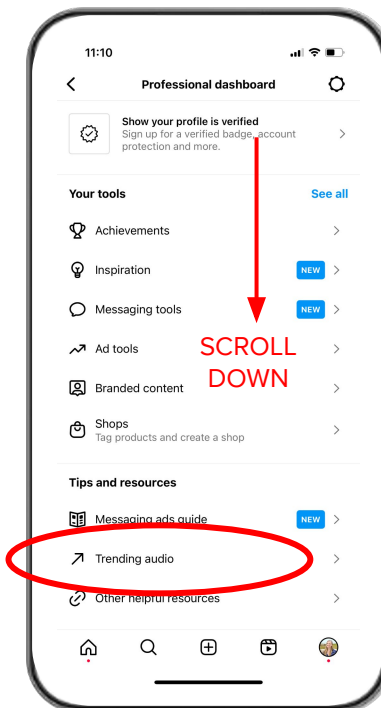 11:10
Professional dashboard
Show your profile is verified
Sign up for a verified badge, account
protection and more.
Your tools See all
Achievements
Inspiration NEW
Messaging tools NEW
Ad tools
SCROLL
DOWN
Branded content
Shops
Tag products and create a shop
Tips and resources
Messaging ads guide NEW
Trending audio
Other helpful resources